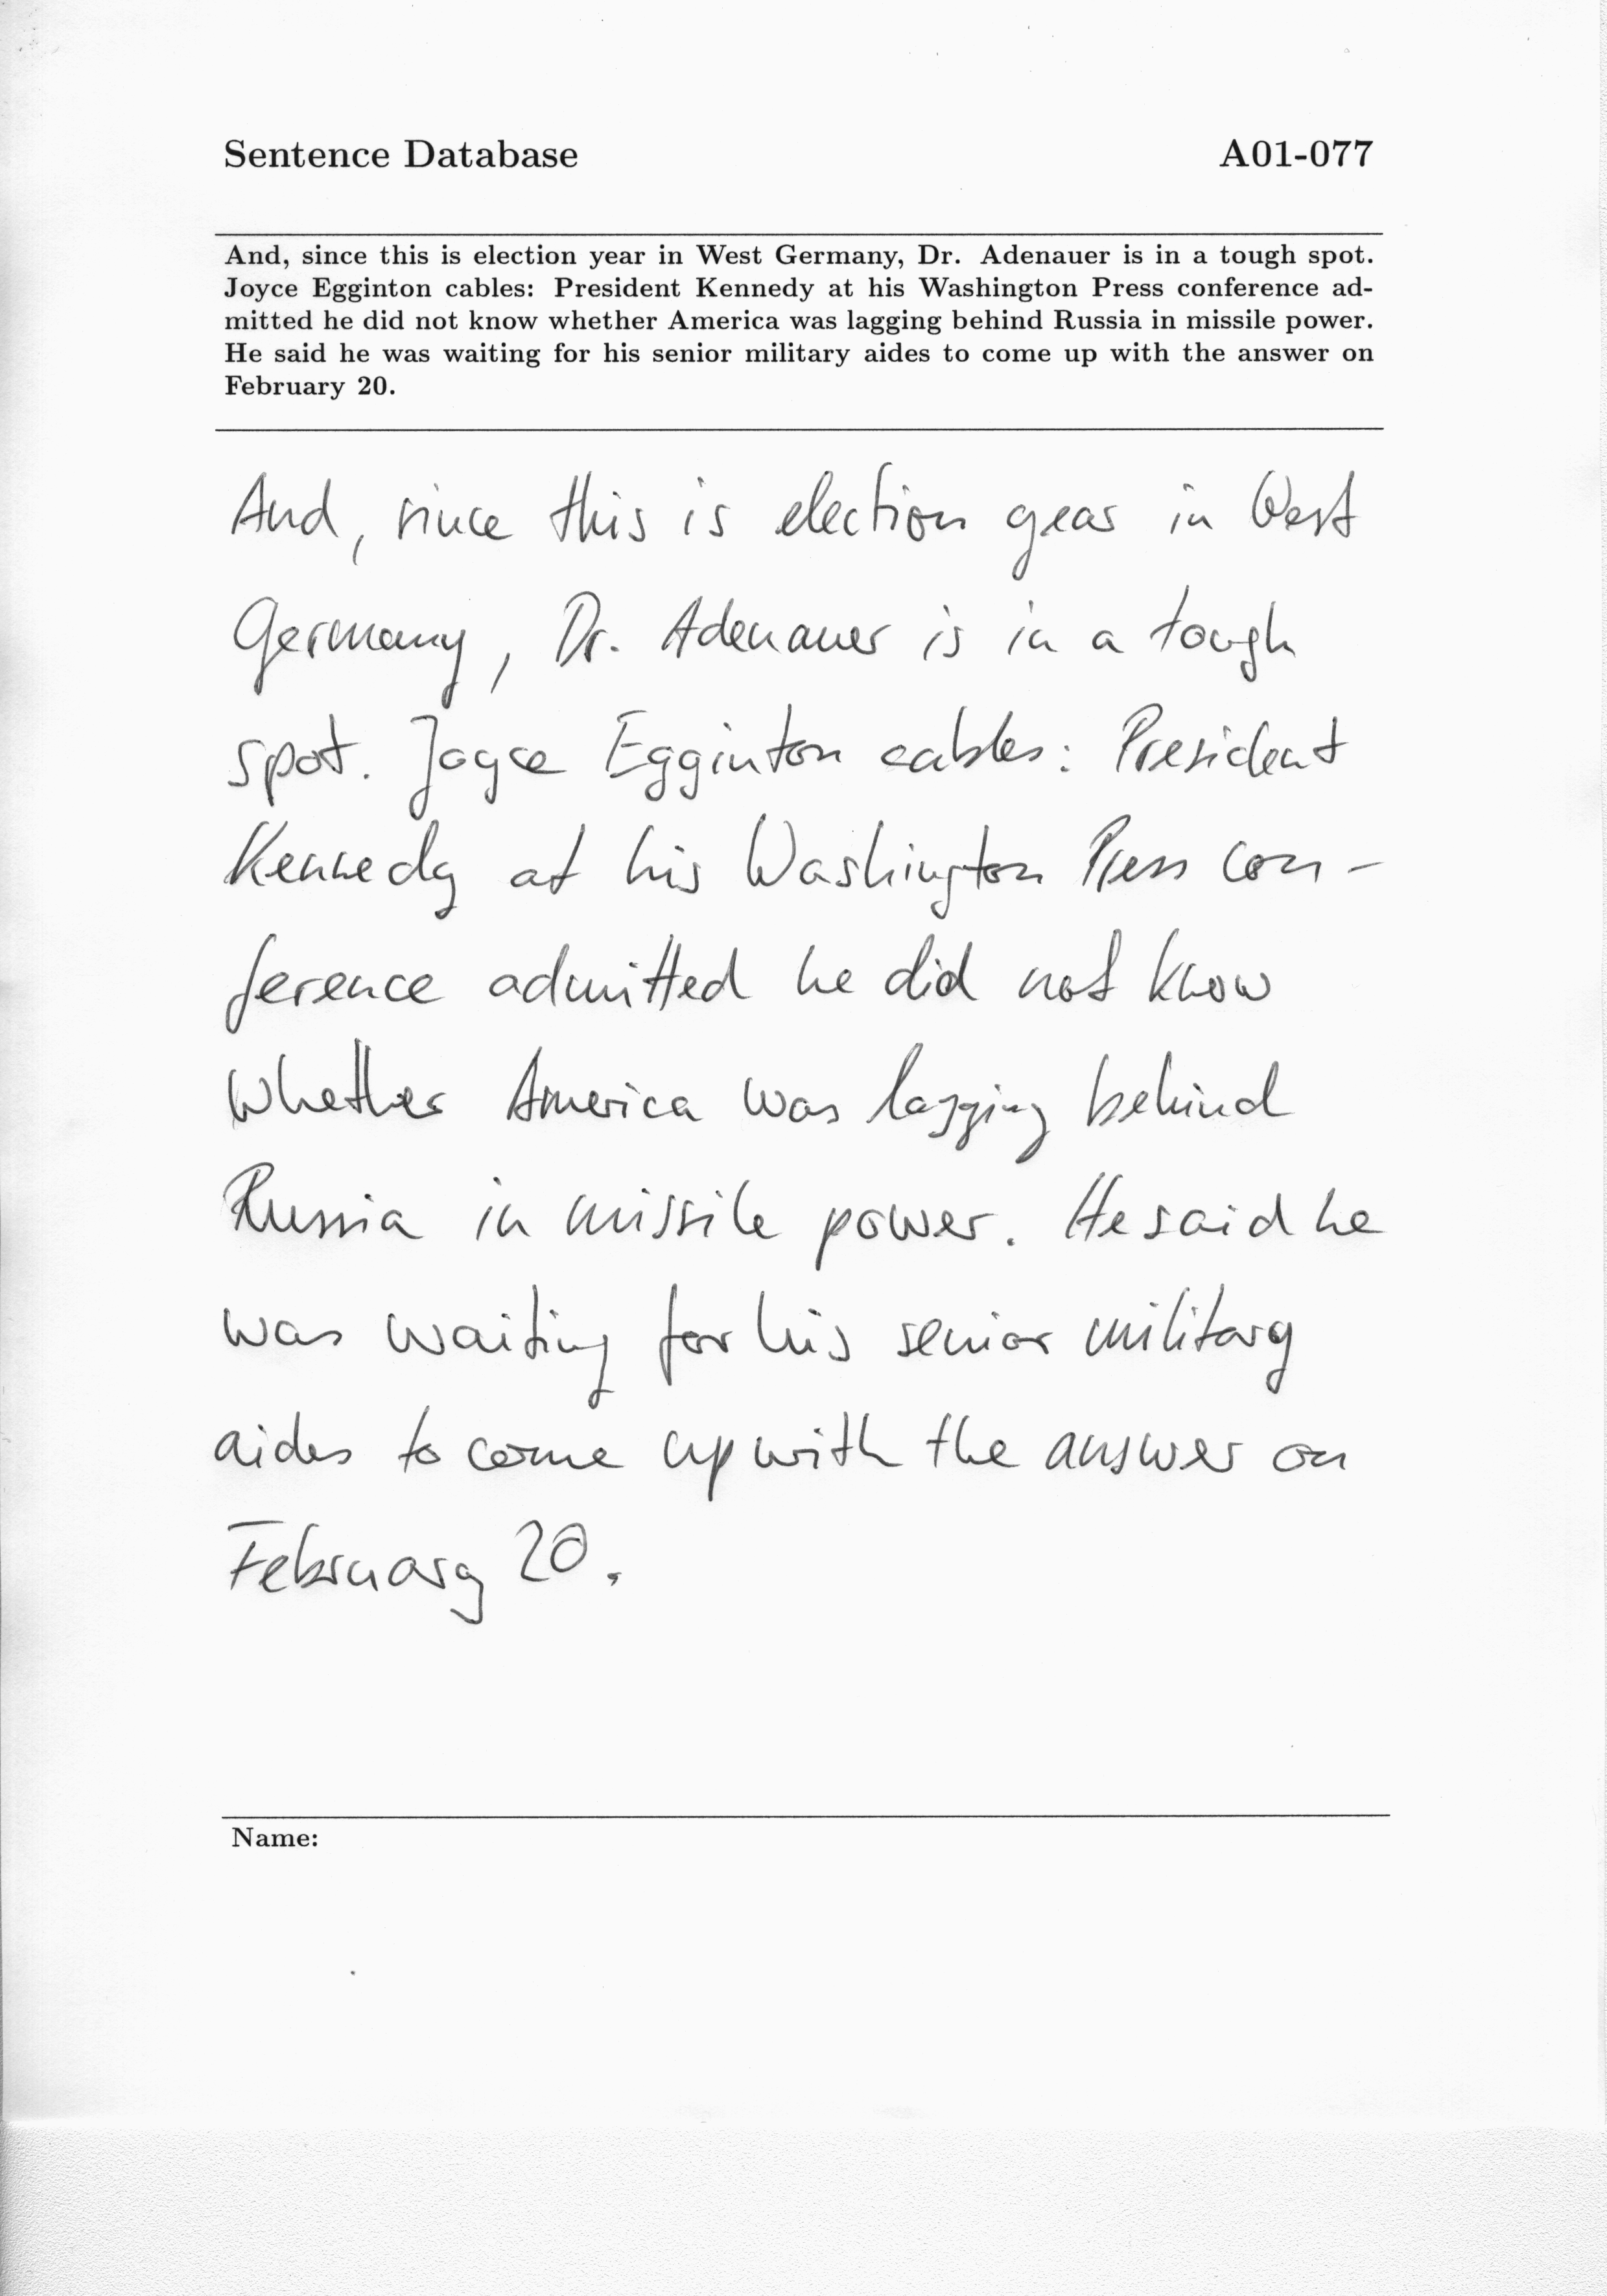 Sentence Database A01-077
And, since this is election year in West Germany, Dr. Adenauer is in a tough spot.
Joyce Egginton cables: President Kennedy at his Washington Press conference ad-
mitted he did not know whether America was lagging behind Russia in missile power.
He said he was waiting for his senior military aides to come up with the answer on
February 20.
And, since this is election year in West
Germany, Dr. Adenauer is in a tough
spot. Joyce Egginton cables: President
Kennedy at his Washington Press con-
ference admitted he did not know
whether America was lagging behind
Russia in missile power. He said he
was waiting for his senior military
aides to come up with the answer on
February 20.
Name: